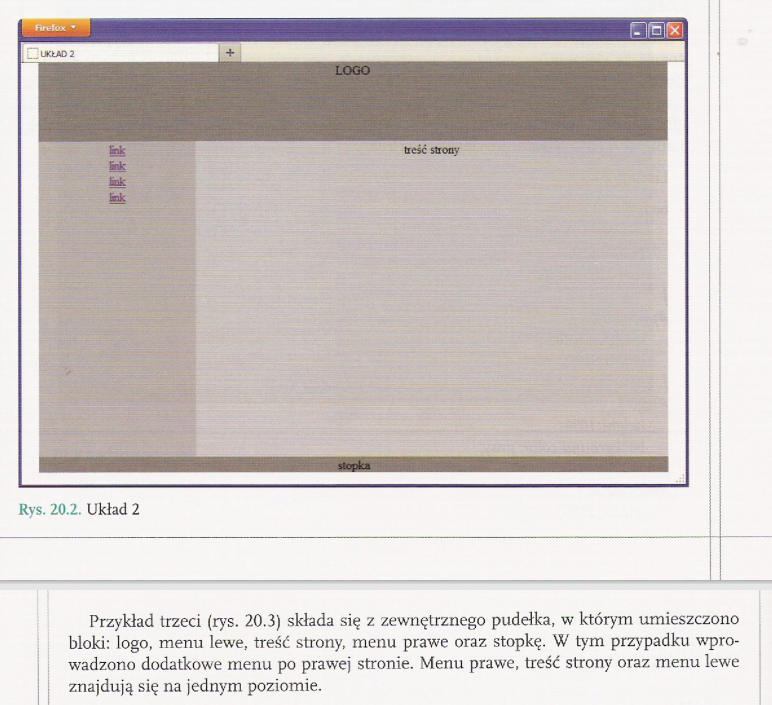 Firefox
UKŁAD 2
LOGO
link
link
link
link
treść strony
stopka
Rys. 20.2. Układ 2
Przykład trzeci (rys. 20.3) składa się z zewnętrznego pudełka, w którym umieszczono
bloki: logo, menu lewe, treść strony, menu prawe oraz stopkę. W tym przypadku wpro-
wadzono dodatkowe menu po prawej stronie. Menu prawe, treść strony oraz menu lewe
znajdują się na jednym poziomie.